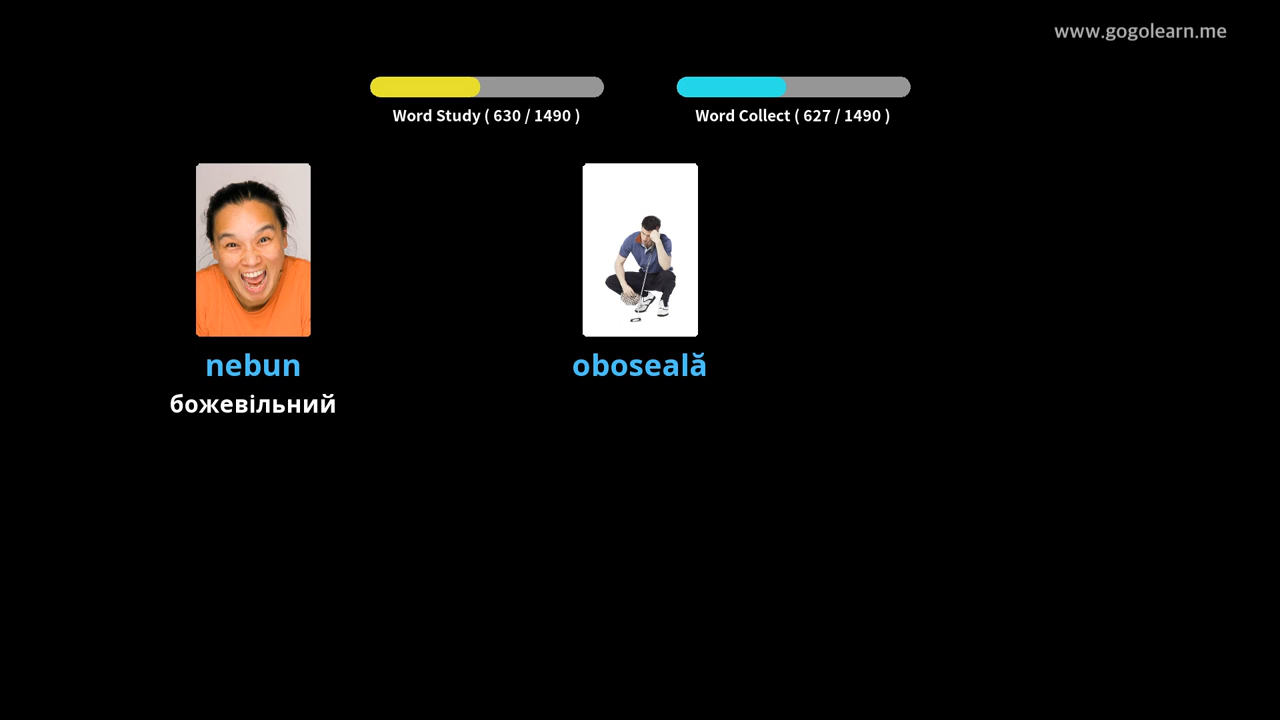 www.gogolearn.me
Word Study ( 630 / 1490 )
Word Collect ( 627 / 1490 )
nebun
божевільний
oboseală